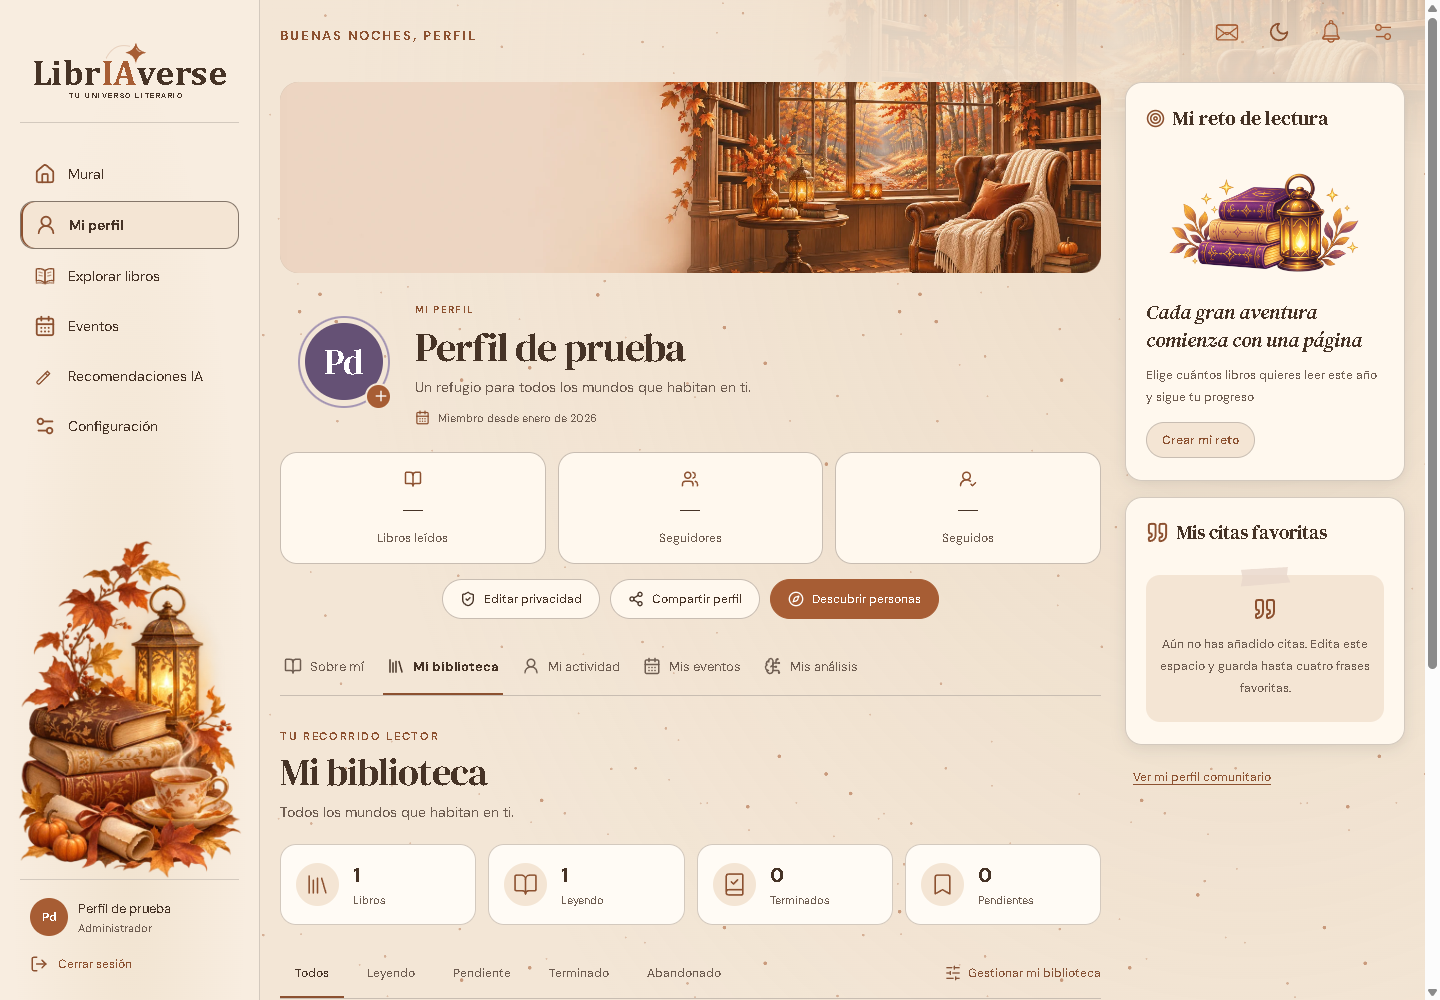 LibrIAverse
TU UNIVERSO LITERARIO
Mural
Mi perfil
Explorar libros
Eventos
Recomendaciones IA
Configuración
Pd
Perfil de prueba
Administrador
Cerrar sesión
BUENAS NOCHES, PERFIL
Pd
MI PERFIL
Perfil de prueba
Un refugio para todos los mundos que habitan en ti.
Miembro desde enero de 2026
—
Libros leídos
—
Seguidores
—
Seguidos
Editar privacidad
Compartir perfil
Descubrir personas
Sobre mí
Mi biblioteca
Mi actividad
Mis eventos
Mis análisis
TU RECORRIDO LECTOR
Mi biblioteca
Todos los mundos que habitan en ti.
1
Libros
1
Leyendo
0
Terminados
0
Pendientes
Todos
Leyendo
Pendiente
Terminado
Abandonado
Gestionar mi biblioteca
Mi reto de lectura
Cada gran aventura
comienza con una página
Elige cuántos libros quieres leer este año
y sigue tu progreso
Crear mi reto
Mis citas favoritas
Aún no has añadido citas. Edita este
espacio y guarda hasta cuatro frases
favoritas.
Ver mi perfil comunitario